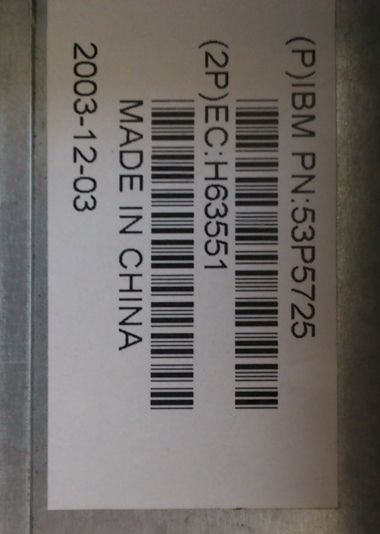 (P)IBM PN:53P5725
(2P)EC:H63551
MADE IN CHINA
2003-12-03